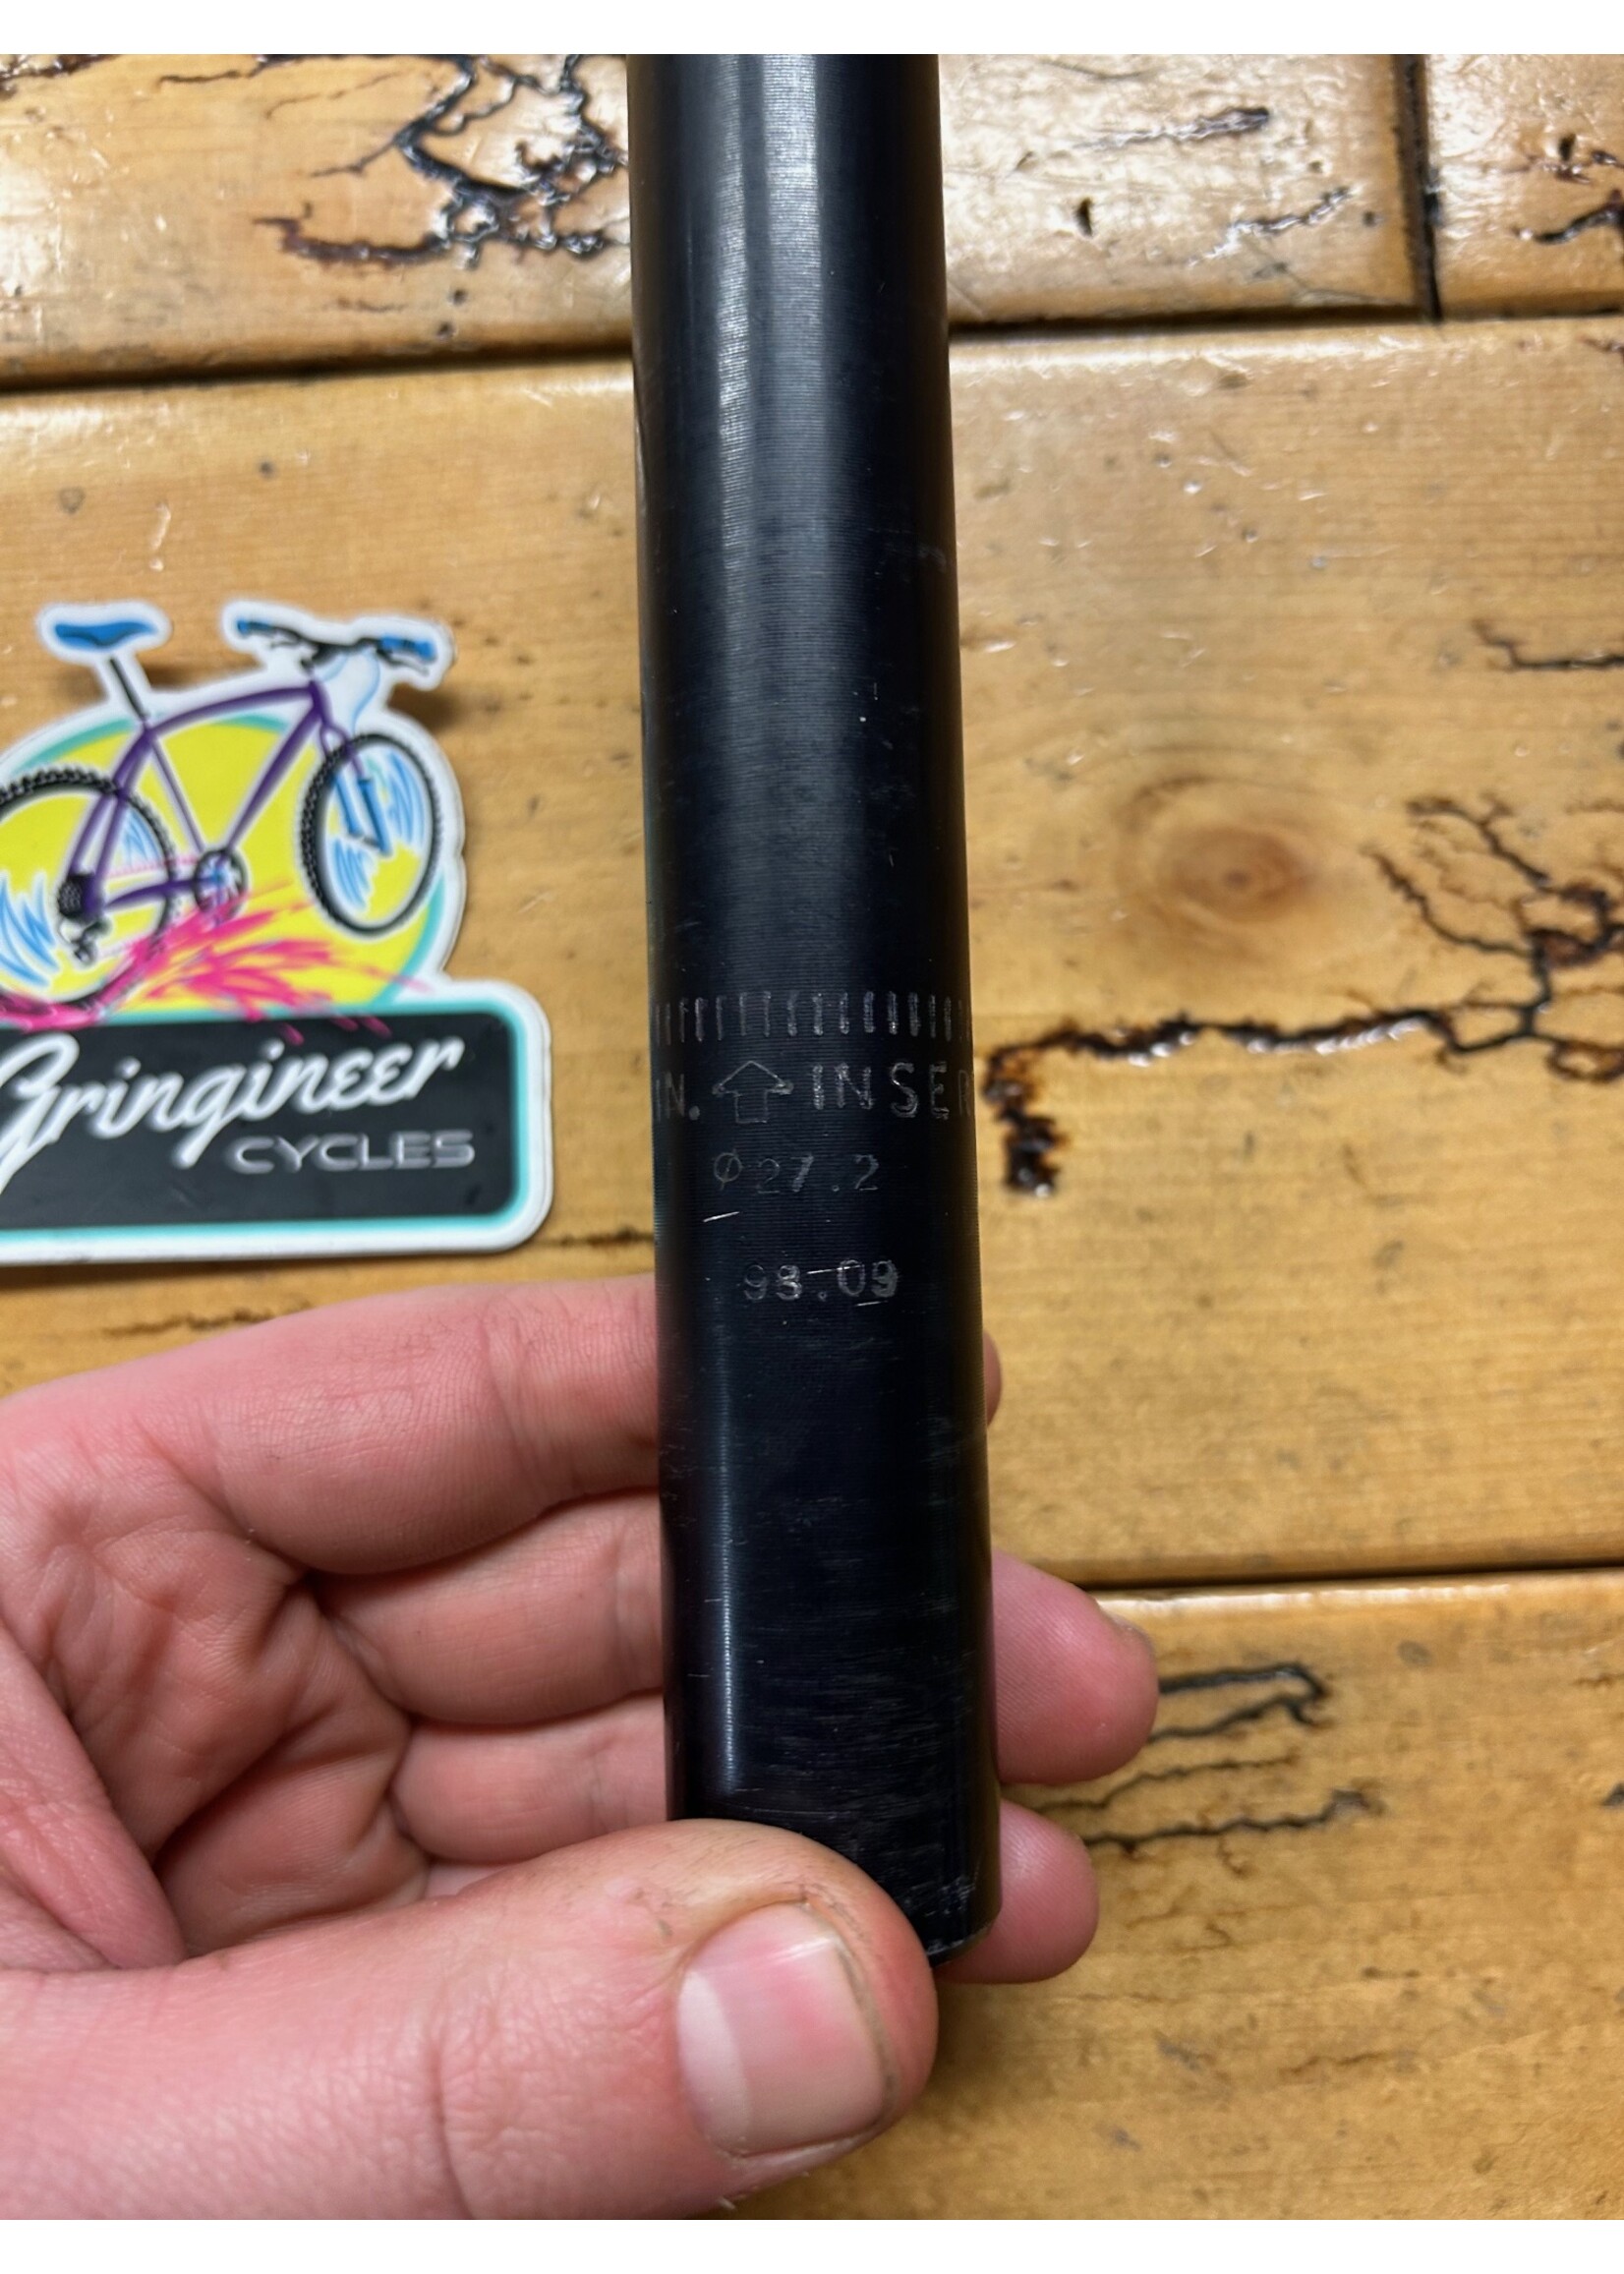 Gringineer
CYCLES
IN. INSER
Ø27.2
98.09